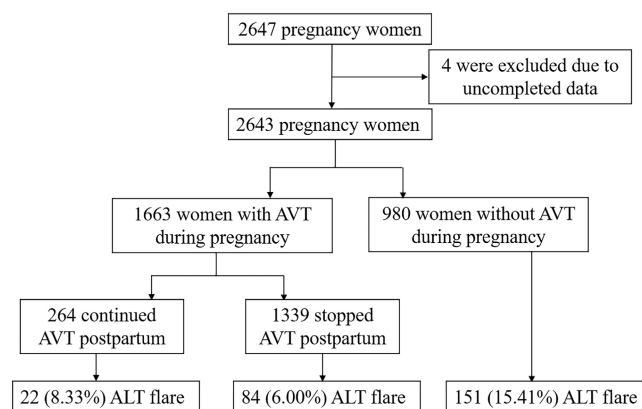 2647 pregnancy women
4 were excluded due to
uncompleted data
2643 pregnancy women
1663 women with AVT
during pregnancy
980 women without AVT
during pregnancy
264 continued
AVT postpartum
1339 stopped
AVT postpartum
22 (8.33%) ALT flare
84 (6.00%) ALT flare
151 (15.41%) ALT flare